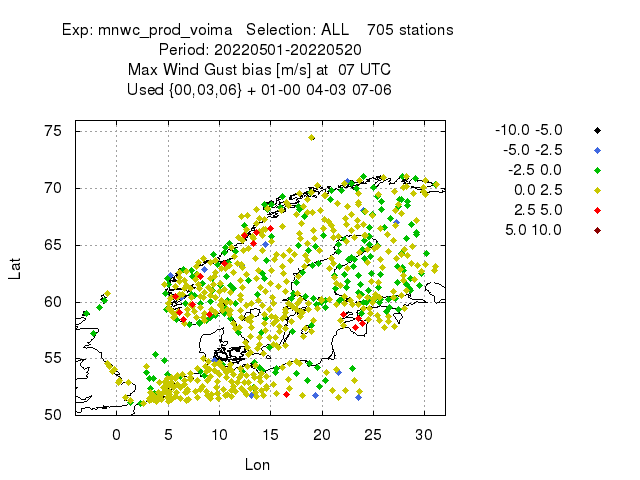 Exp: mnwc_prod_voima Selection: ALL 705 stations
Period: 20220501-20220520
Max Wind Gust bias [m/s] at 07 UTC
Used {00,03,06} + 01-00 04-03 07-06
-10.0 -5.0
-5.0 -2.5
-2.5 0.0
0.0 2.5
2.5 5.0
5.0 10.0
75
70
65
60
55
50
Lat
0 5 10 15 20 25 30
Lon